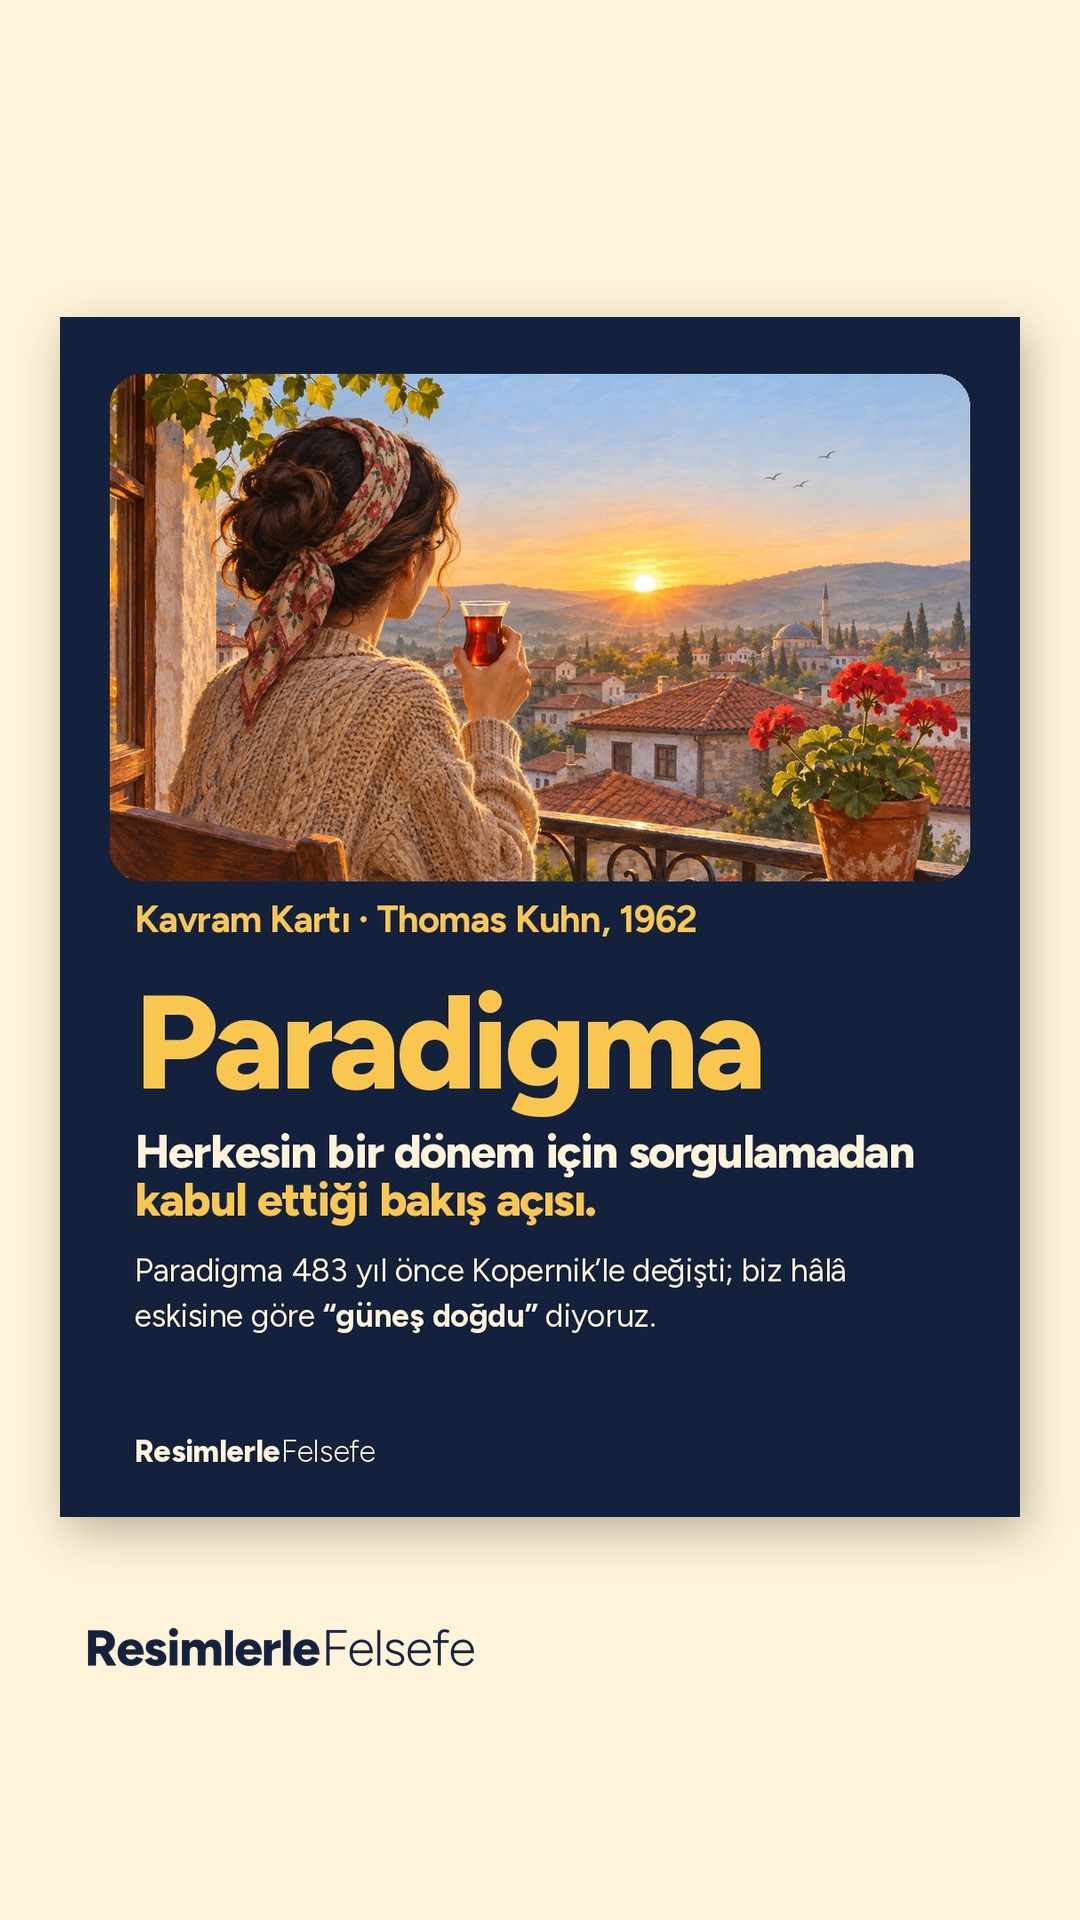 Kavram Kartı · Thomas Kuhn, 1962
Paradigma
Herkesin bir dönem için sorgulamadan
kabul ettiği bakış açısı.
Paradigma 483 yıl önce Kopernik’le değişti; biz hâlâ
eskisine göre “güneş doğdu” diyoruz.
ResimlerleFelsefe
ResimlerleFelsefe